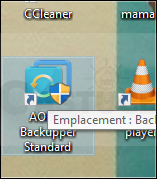 CCleaner
mama
AO
Emplacement : Bac
Backupper
player
Standard